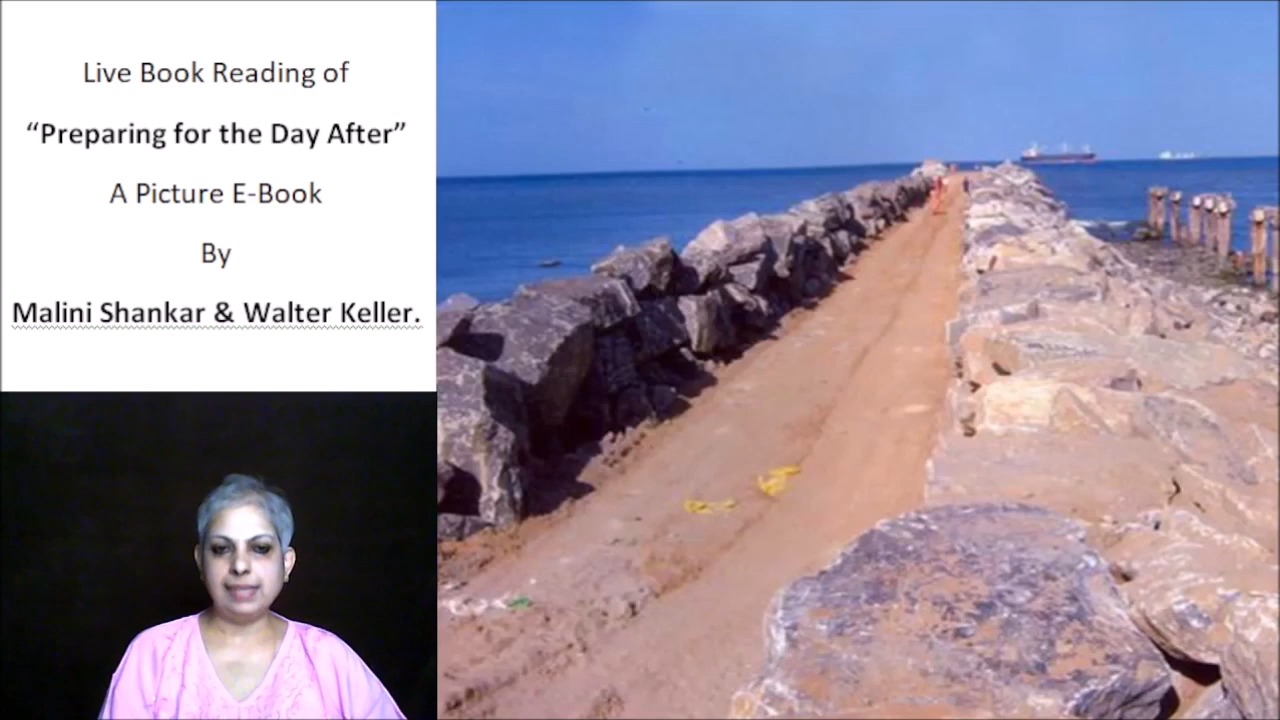 Live Book Reading of
“Preparing for the Day After”
A Picture E-Book
By
Malini Shankar & Walter Keller.